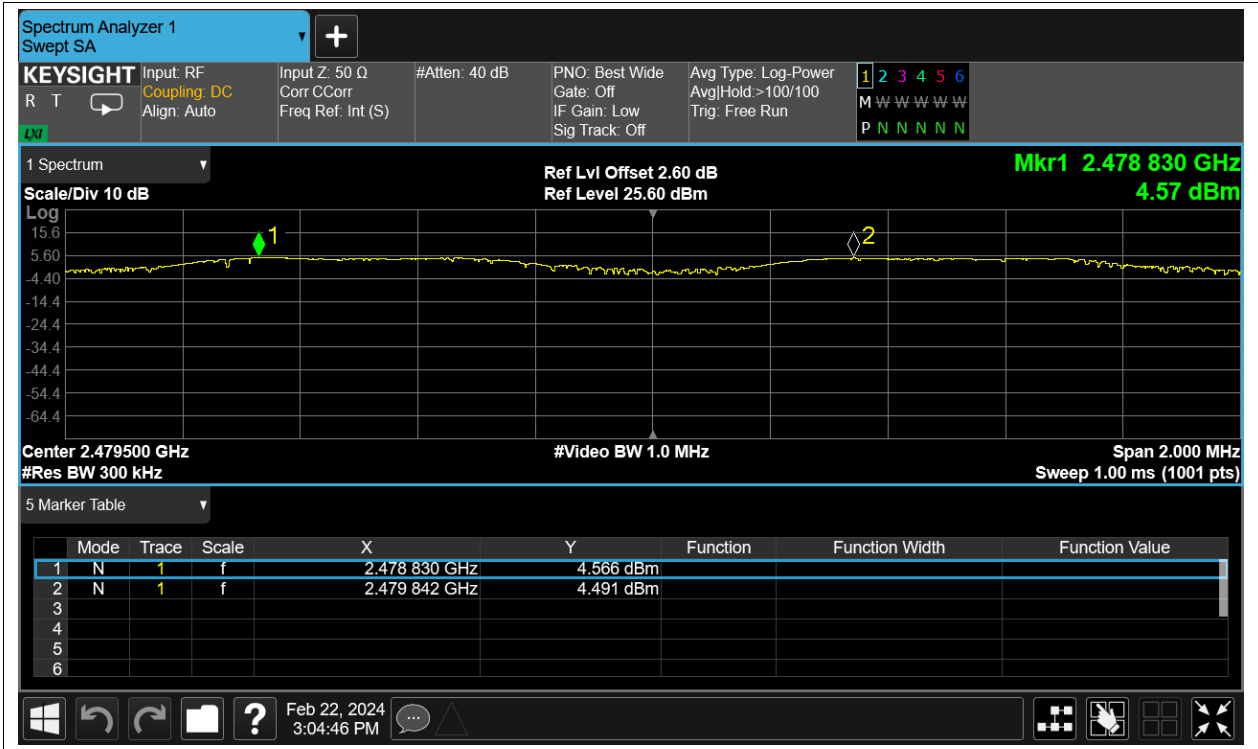 Spectrum Analyzer 1
Swept SA
KEYSIGHT Input: RF Input Z: 50 Ω #Atten: 40 dB PNO: Best Wide Avg Type: Log-Power 1 2 3 4 5 6
R T Coupling: DC Corr CCorr Gate: Off Avg|Hold:>100/100 M W W W W W
Align: Auto Freq Ref: Int (S) IF Gain: Low Trig: Free Run
LXI Sig Track: Off P N N N N N
1 Spectrum Ref Lvl Offset 2.60 dB Mkr1 2.478 830 GHz
Scale/Div 10 dB Ref Level 25.60 dBm 4.57 dBm
Log
15.6
5.60
-4.40
-14.4
-24.4
-34.4
-44.4
-54.4
-64.4
1
2
Center 2.479500 GHz #Video BW 1.0 MHz Span 2.000 MHz
#Res BW 300 kHz Sweep 1.00 ms (1001 pts)
5 Marker Table
Mode Trace Scale X Y Function Function Width Function Value
1 N 1 f 2.478 830 GHz 4.566 dBm
2 N 1 f 2.479 842 GHz 4.491 dBm
3
4
5
6
? Feb 22, 2024
3:04:46 PM